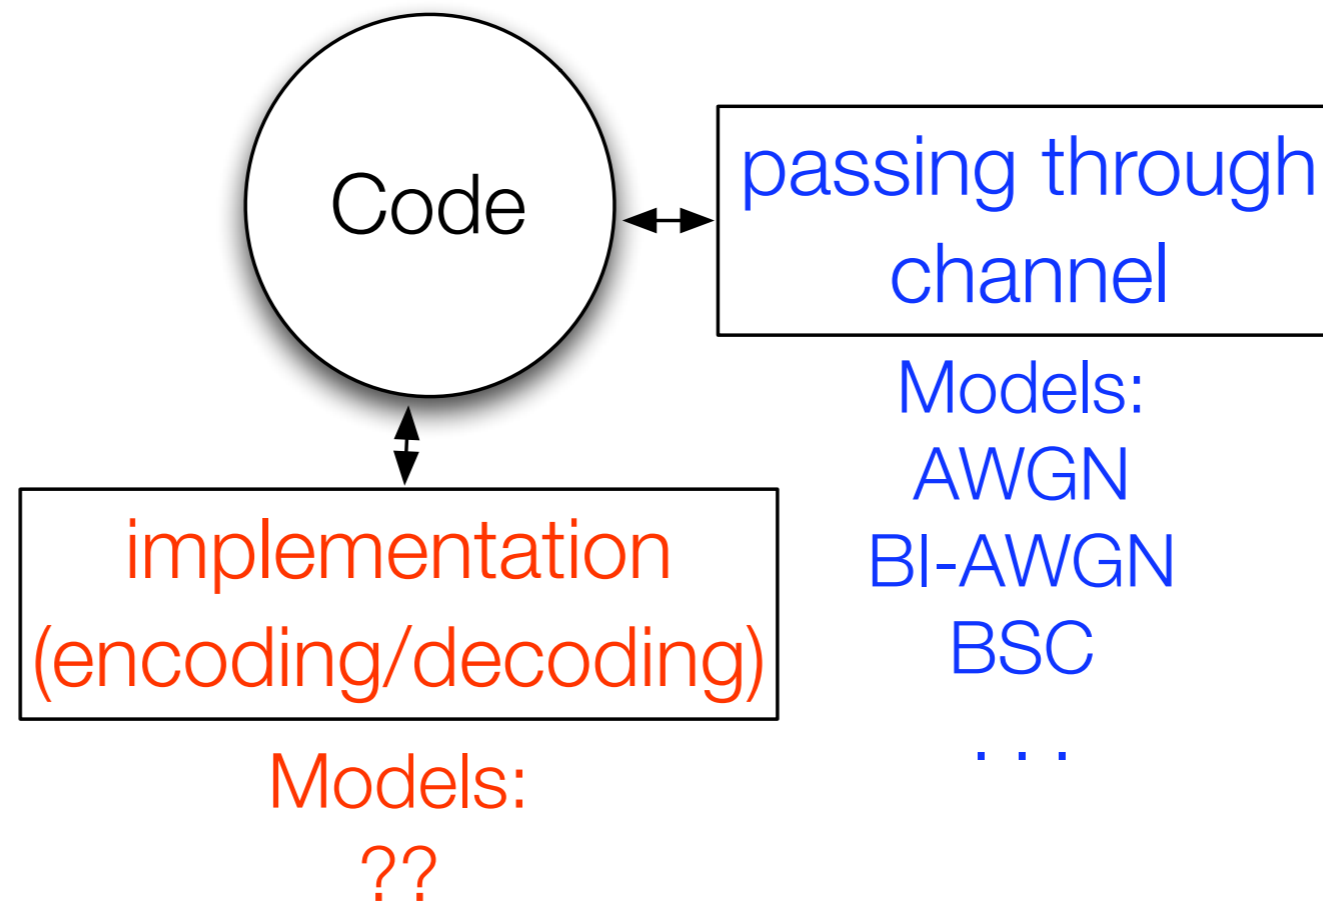 Code
passing through
channel
Models:
AWGN
BI-AWGN
BSC
. . .
implementation
(encoding/decoding)
Models:
??